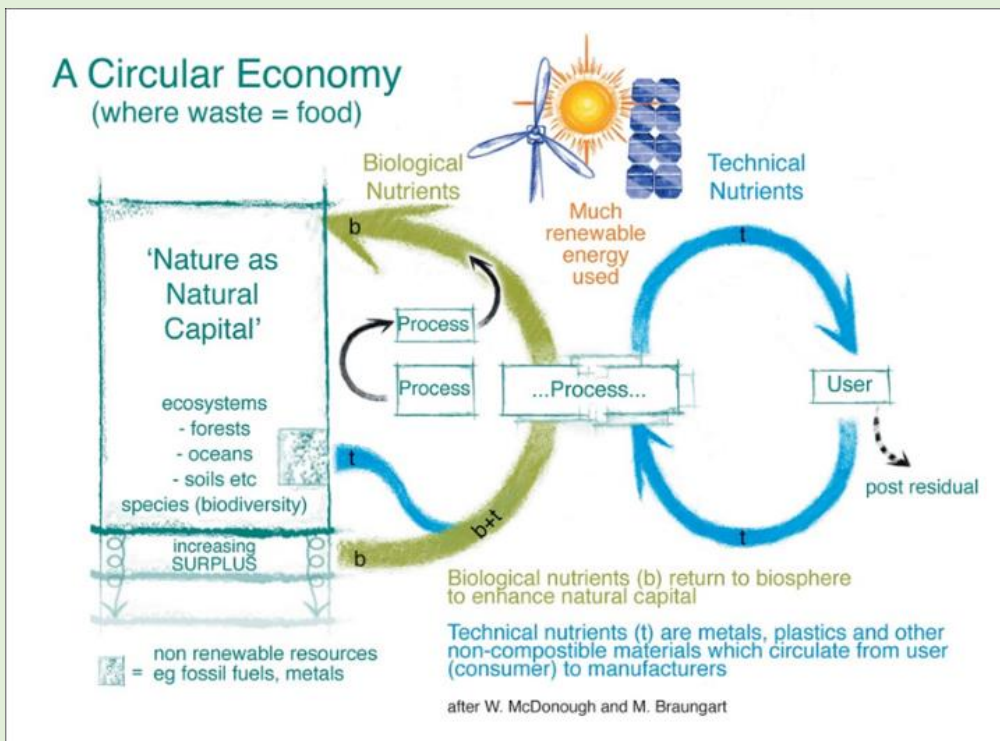 A Circular Economy
(where waste = food)
Biological
Nutrients
Technical
Nutrients
Much
renewable
energy
used
b
t
'Nature as
Natural
Capital'
Process
Process
...Process...
User
ecosystems
- forests
- oceans
- soils etc
species (biodiversity)
t
post residual
b+t
t
increasing
SURPLUS
b
Biological nutrients (b) return to biosphere
to enhance natural capital
Technical nutrients (t) are metals, plastics and other
non-compostible materials which circulate from user
(consumer) to manufacturers
non renewable resources
= eg fossil fuels, metals
after W. McDonough and M. Braungart